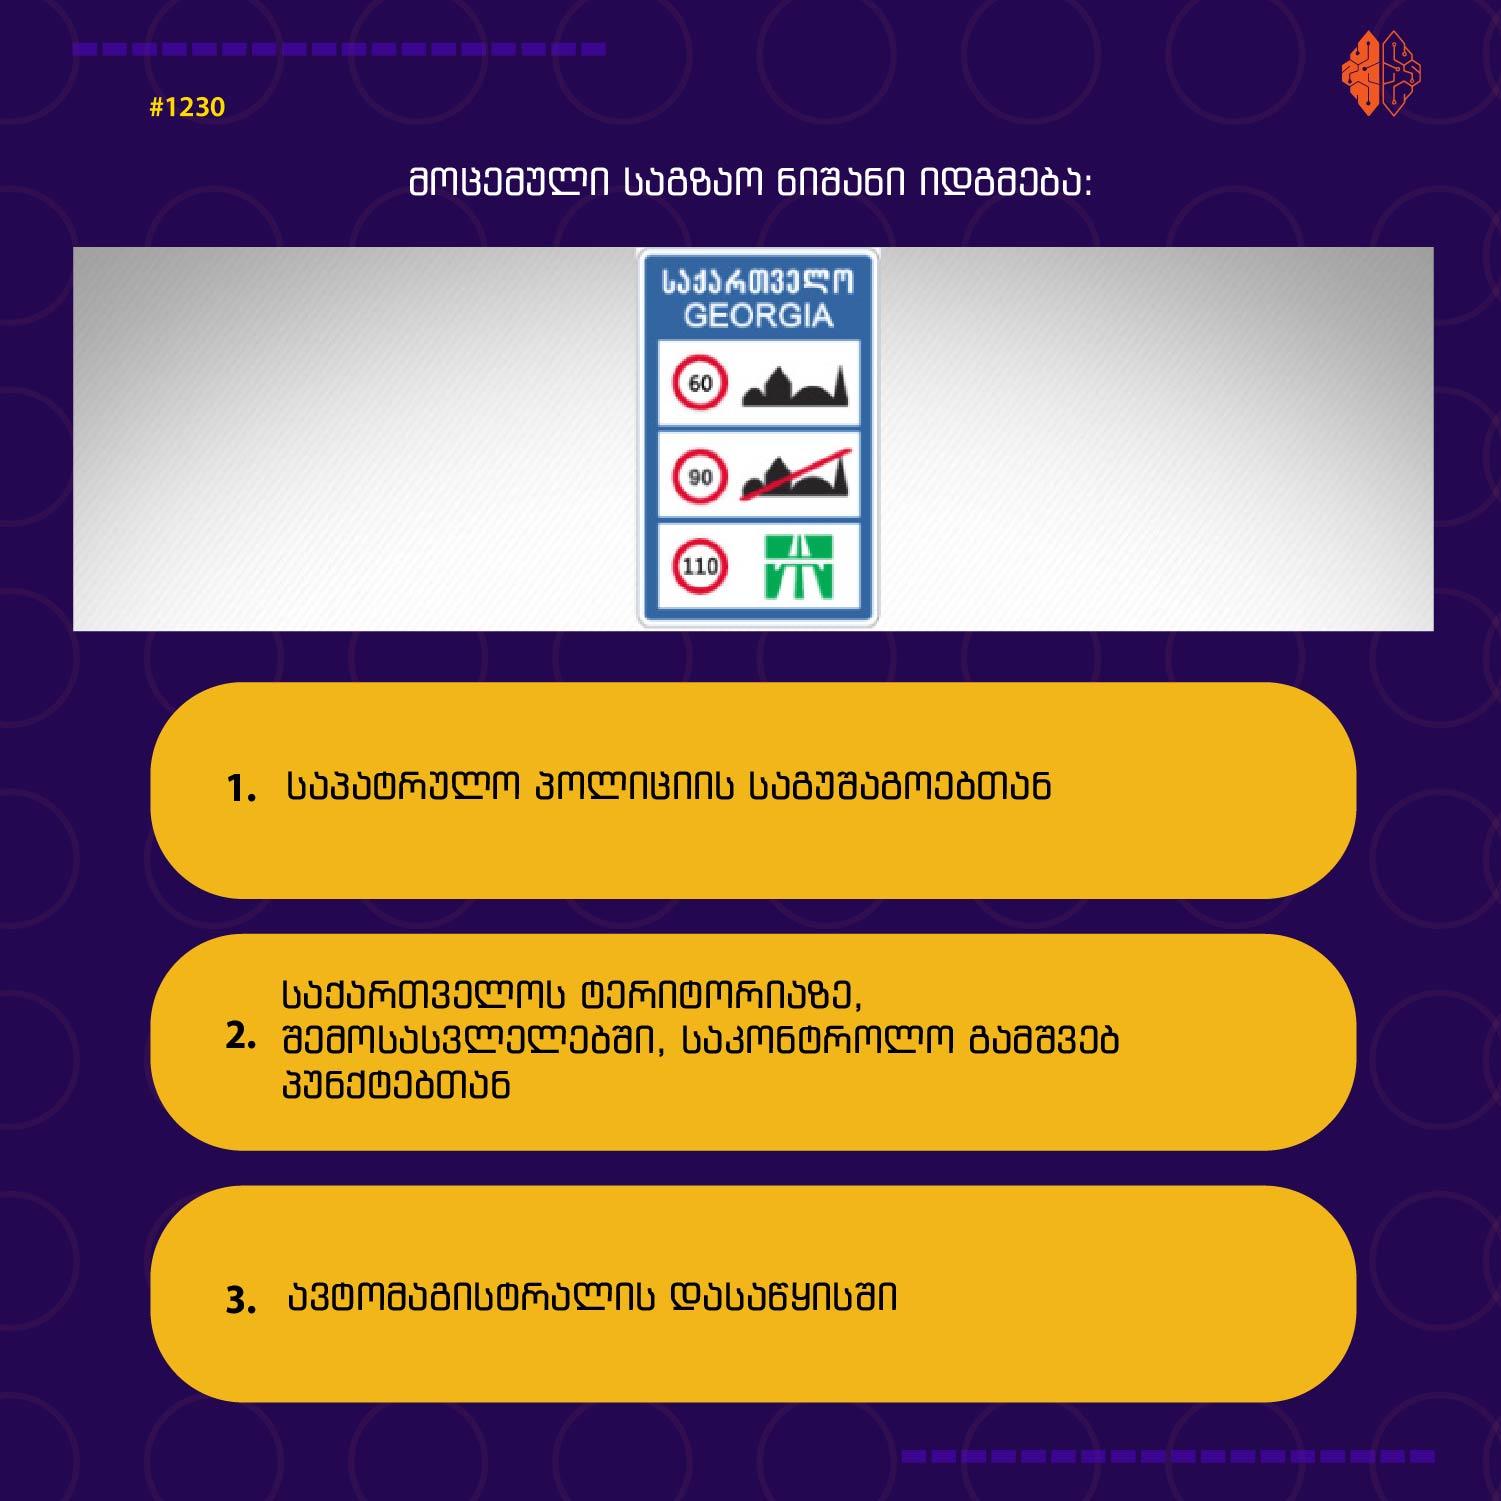 #1230
მოცემული საგზაო ნიშანი იდგმება:
საქართველო
GEORGIA
60
90
110
1. საპატრულო პოლიციის საგუშაგოებთან
2. საქართველოს ტერიტორიაზე,
შემოსასვლელებში, საკონტროლო გამშვებ
პუნქტებთან
3. ავტომაგისტრალის დასაწყისში